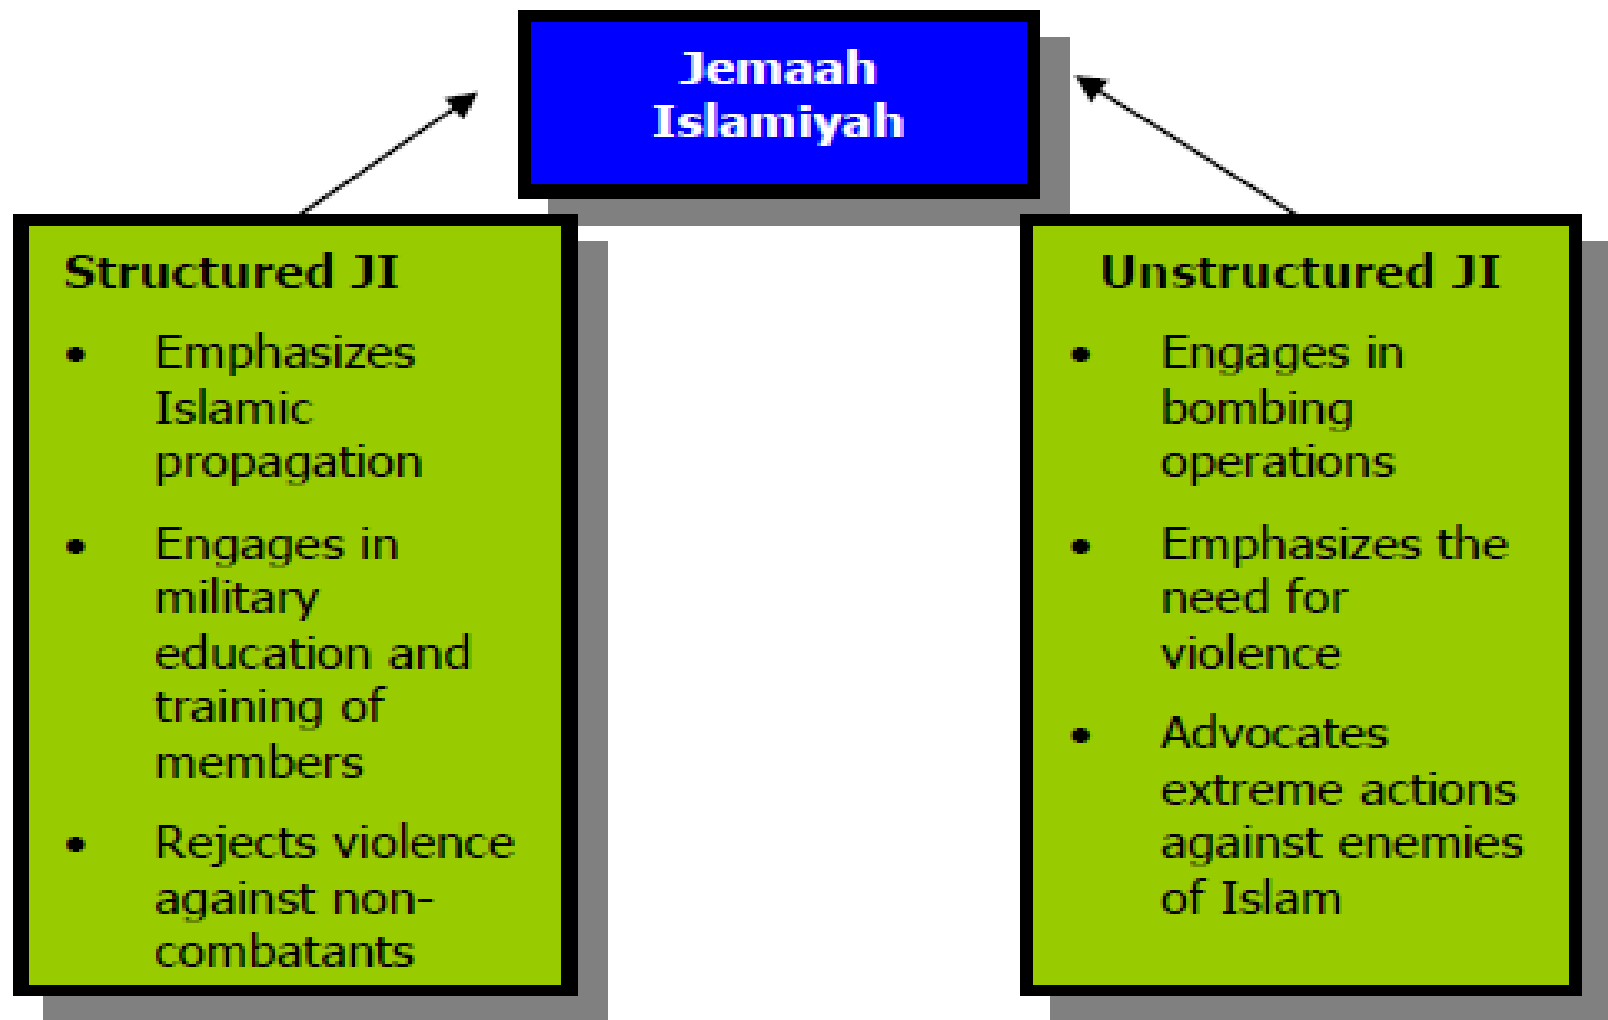 Jemaah
Islamiyah
Structured JI
• Emphasizes
Islamic
propagation
• Engages in
military
education and
training of
members
• Rejects violence
against non-
combatants
Unstructured JI
• Engages in
bombing
operations
• Emphasizes the
need for
violence
• Advocates
extreme actions
against enemies
of Islam